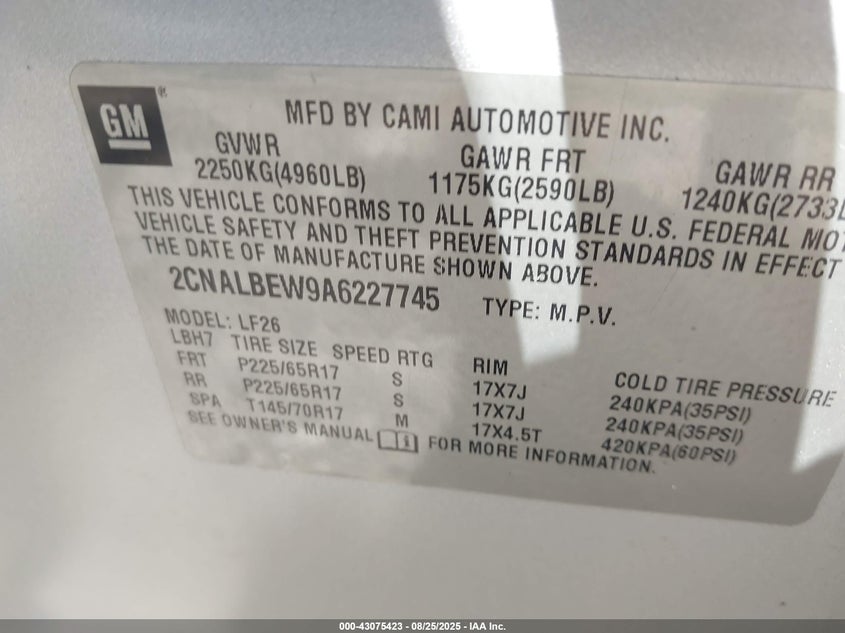 GM®
MFD BY CAMI AUTOMOTIVE INC.
GVWR GAWR FRT GAWR RR
2250KG(4960LB) 1175KG(2590LB) 1240KG(2733L
THIS VEHICLE CONFORMS TO ALL APPLICABLE U.S. FEDERAL MOT
VEHICLE SAFETY AND THEFT PREVENTION STANDARDS IN EFFECT
THE DATE OF MANUFACTURE SHOWN ABOVE.
2CNALBEW9A6227745 TYPE: M.P.V.
MODEL: LF26
LBH7 TIRE SIZE SPEED RTG RIM COLD TIRE PRESSURE
FRT P225/65R17 S 17X7J 240KPA(35PSI)
RR P225/65R17 S 17X7J 240KPA(35PSI)
SPA T145/70R17 M 17X4.5T 420KPA(60PSI)
SEE OWNER'S MANUAL FOR MORE INFORMATION.
000-43075423 - 08/25/2025 - IAA Inc.